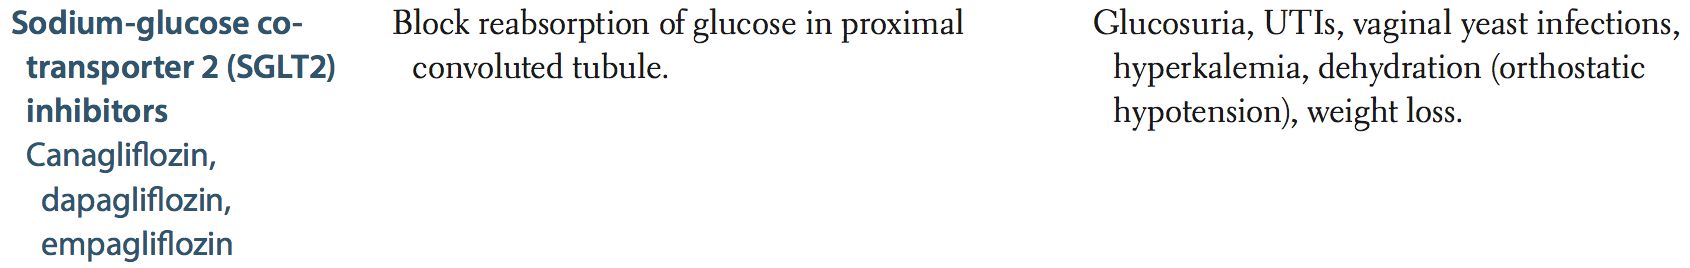 Sodium-glucose co-
transporter 2 (SGLT2)
inhibitors
Canagliflozin,
dapagliflozin,
empagliflozin
Block reabsorption of glucose in proximal
convoluted tubule.
Glucosuria, UTIs, vaginal yeast infections,
hyperkalemia, dehydration (orthostatic
hypotension), weight loss.